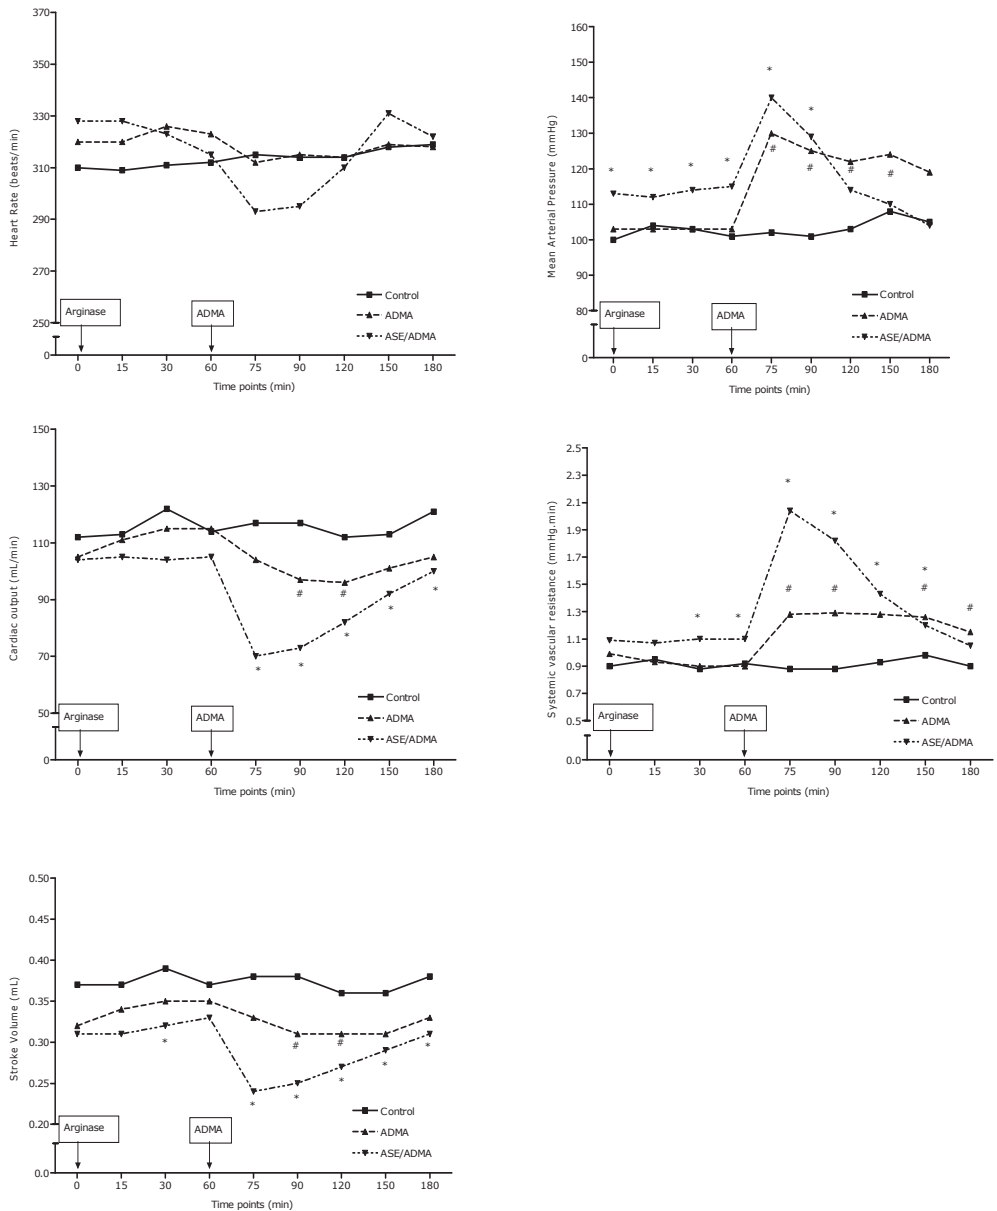 Heart Rate (beats/min)
370
350
330
310
290
270
250
0
Arginase
ADMA
Control
ADMA
ASE/ADMA
0 15 30 60 75 90 120 150 180
Time points (min)
Mean Arterial Pressure (mmHg)
160
150
140
130
120
110
100
90
80
0
* * * * * *
# # # #
Arginase
ADMA
Control
ADMA
ASE/ADMA
0 15 30 60 75 90 120 150 180
Time points (min)
Cardiac output (mL/min)
150
130
110
90
70
50
0
# #
* * * * *
Arginase
ADMA
Control
ADMA
ASE/ADMA
0 15 30 60 75 90 120 150 180
Time points (min)
Systemic vascular resistance (mmHg.min)
2.5
2.1
1.9
1.7
1.5
1.3
1.1
0.9
0.7
0.5
0.0
* * * * * *
# # # #
Arginase
ADMA
Control
ADMA
ASE/ADMA
0 15 30 60 75 90 120 150 180
Time points (min)
Stroke Volume (mL)
0.50
0.45
0.40
0.35
0.30
0.25
0.20
0.0
# #
* * * * * *
Arginase
ADMA
Control
ADMA
ASE/ADMA
0 15 30 60 75 90 120 150 180
Time points (min)